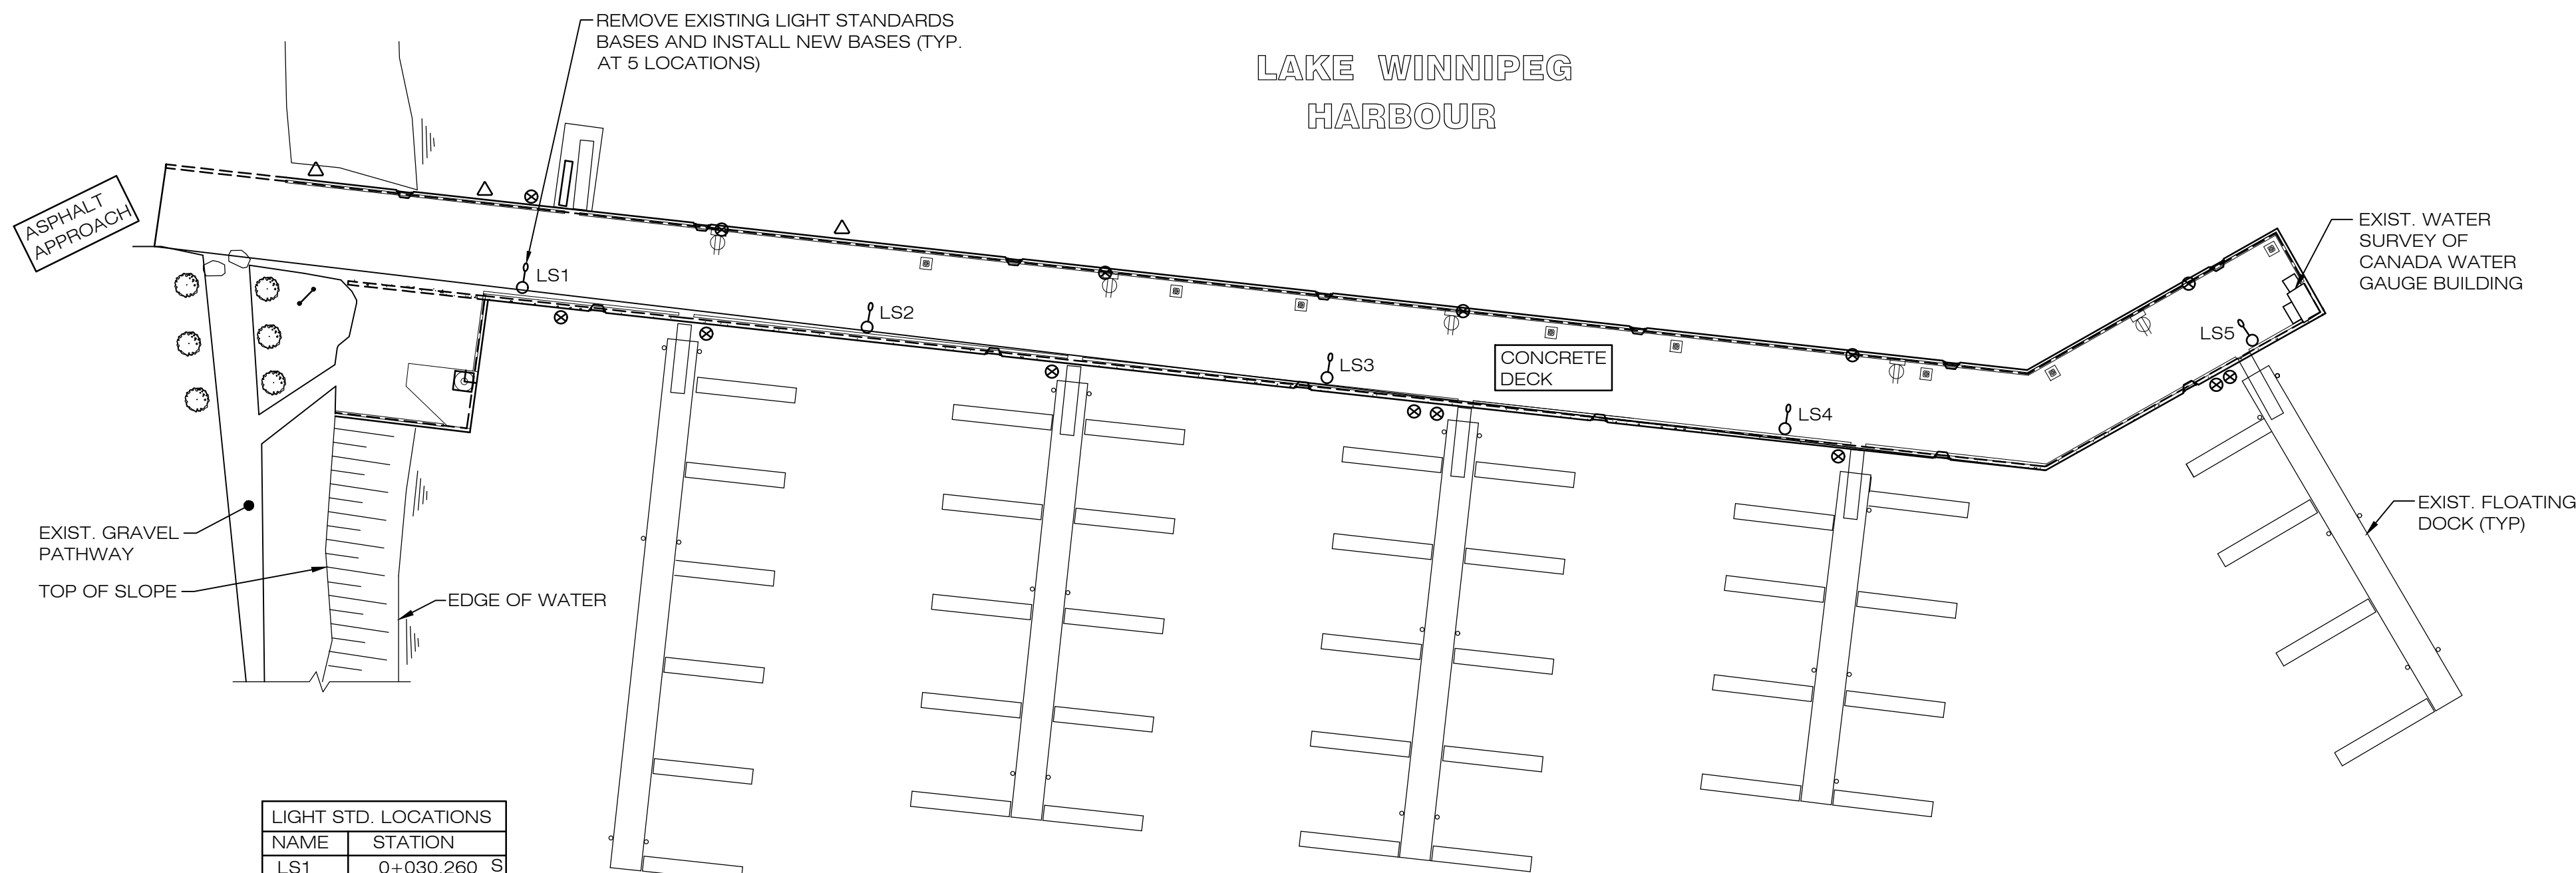 REMOVE EXISTING LIGHT STANDARDS
BASES AND INSTALL NEW BASES (TYP.
AT 5 LOCATIONS)
LAKE WINNIPEG
HARBOUR
ASPHALT
APPROACH
EXIST. WATER
SURVEY OF
CANADA WATER
GAUGE BUILDING
LS1
LS2
LS3
LS4
LS5
CONCRETE
DECK
EXIST. GRAVEL
PATHWAY
TOP OF SLOPE
EDGE OF WATER
EXIST. FLOATING
DOCK (TYP)
LIGHT STD. LOCATIONS
NAME STATION
LS1 0+030.260 S